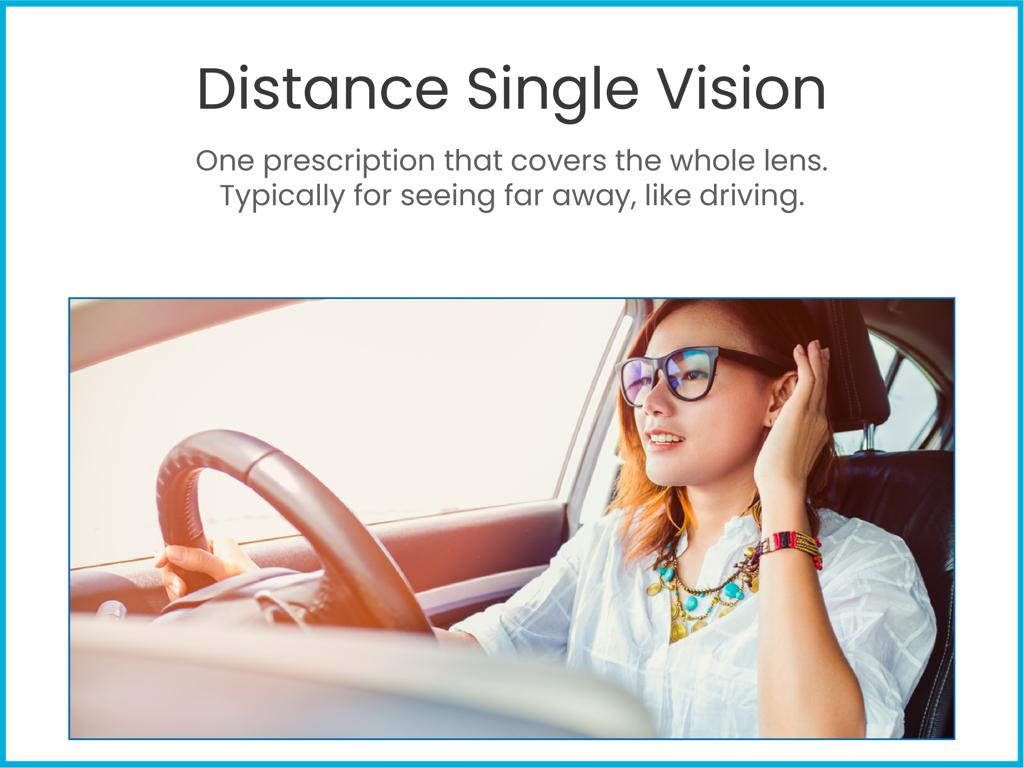 Distance Single Vision
One prescription that covers the whole lens.
Typically for seeing far away, like driving.